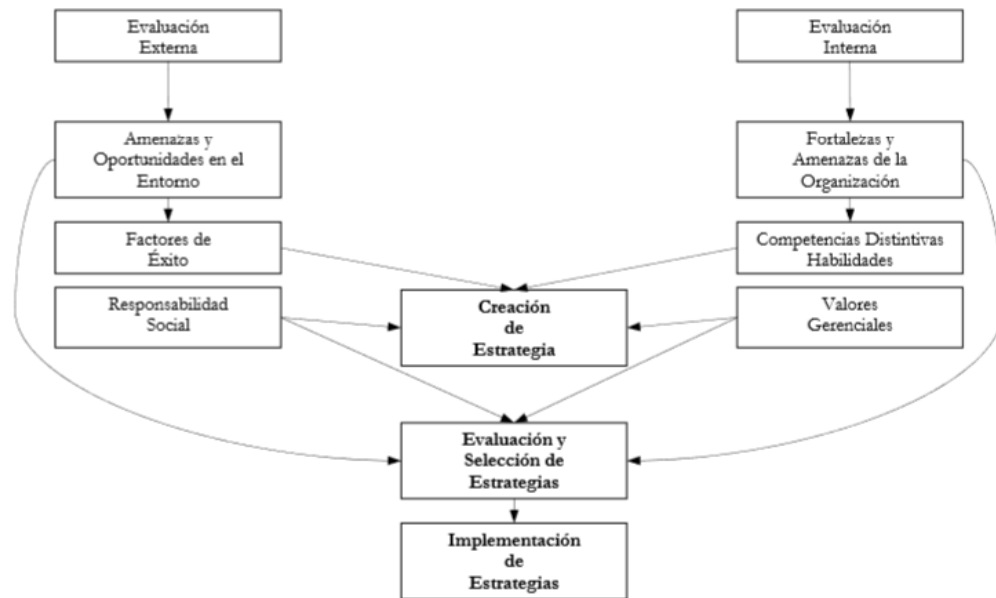 Evaluación
Externa
Evaluación
Interna
Amenazas y
Oportunidades en el
Entorno
Fortalezas y
Amenazas de la
Organización
Factores de
Éxito
Competencias Distintivas
Habilidades
Responsabilidad
Social
Creación
de
Estrategia
Valores
Gerenciales
Evaluación y
Selección de
Estrategias
Implementación
de
Estrategias